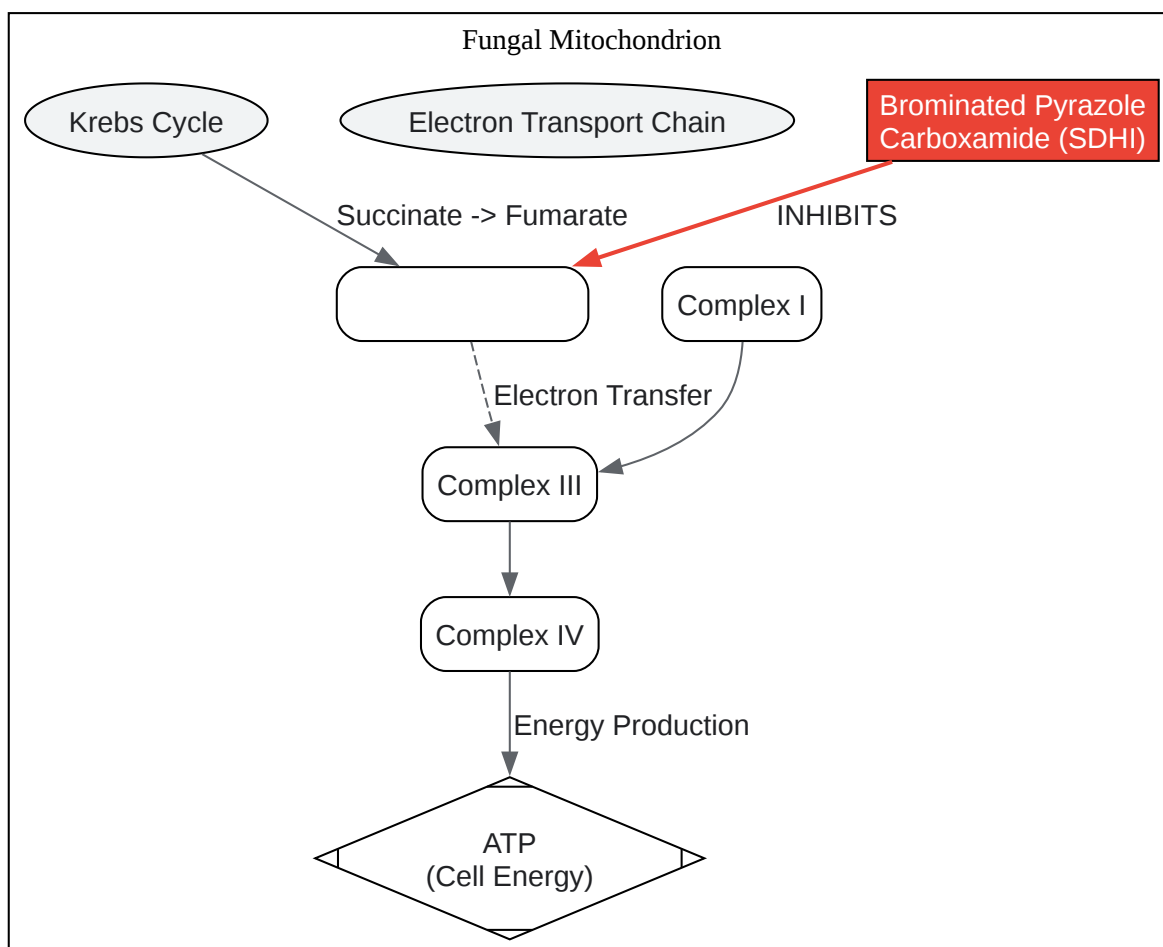 Fungal Mitochondrion
Krebs Cycle
Electron Transport Chain
Brominated Pyrazole
Carboxamide (SDHI)
Succinate -> Fumarate
INHIBITS
Complex I
Electron Transfer
Complex III
Complex IV
Energy Production
ATP
(Cell Energy)